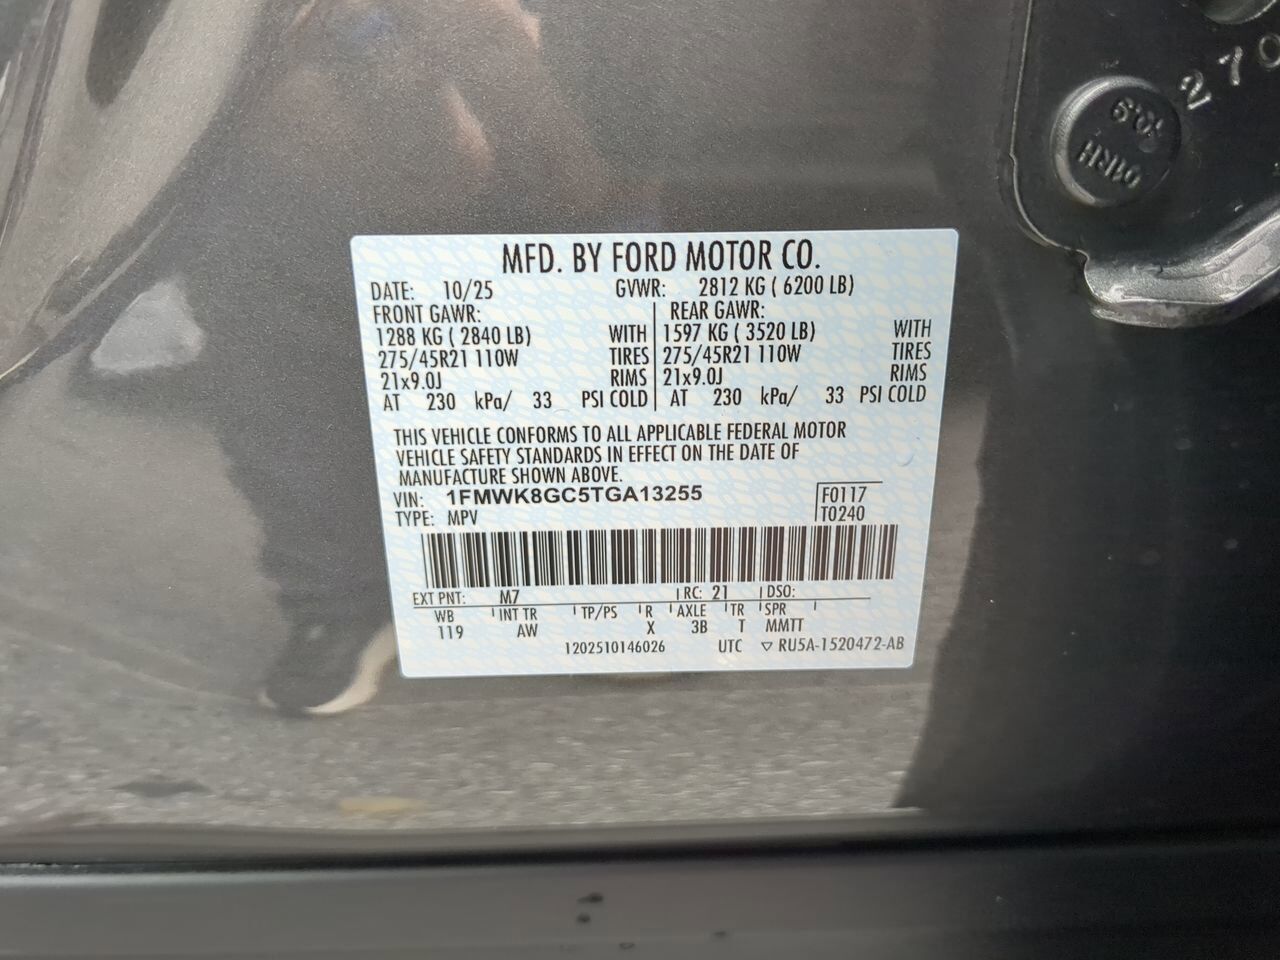 270
10.9
01RH
MFD. BY FORD MOTOR CO.
DATE: 10/25 GVWR: 2812 KG ( 6200 LB)
FRONT GAWR: REAR GAWR:
1288 KG ( 2840 LB) WITH 1597 KG ( 3520 LB) WITH
275/45R21 110W TIRES 275/45R21 110W TIRES
21x9.0J RIMS 21x9.0J RIMS
AT 230 kPa/ 33 PSI COLD AT 230 kPa/ 33 PSI COLD
THIS VEHICLE CONFORMS TO ALL APPLICABLE FEDERAL MOTOR
VEHICLE SAFETY STANDARDS IN EFFECT ON THE DATE OF
MANUFACTURE SHOWN ABOVE.
VIN: 1FMWK8GC5TGA13255 F0117
TYPE: MPV T0240
EXT PNT: M7 RC: 21 DSO:
WB INT TR TP/PS R AXLE TR SPR
119 AW X 3B T MMTT
1202510146026 UTC ▽ RU5A-1520472-AB